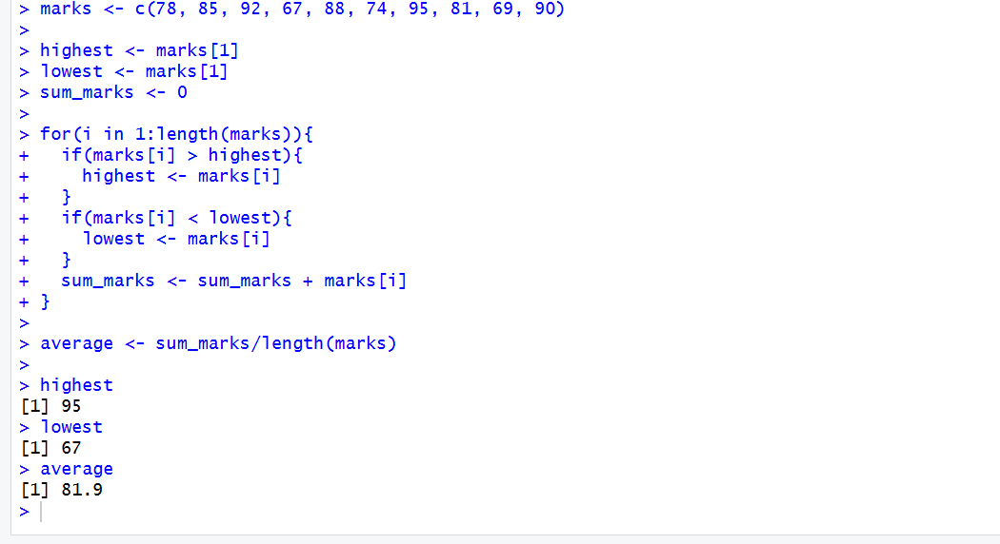 > marks <- c(78, 85, 92, 67, 88, 74, 95, 81, 69, 90)
>
> highest <- marks[1]
> lowest <- marks[1]
> sum_marks <- 0
>
> for(i in 1:length(marks)){
+   if(marks[i] > highest){
+     highest <- marks[i]
+   }
+   if(marks[i] < lowest){
+     lowest <- marks[i]
+   }
+   sum_marks <- sum_marks + marks[i]
+ }
>
> average <- sum_marks/length(marks)
>
> highest
[1] 95
> lowest
[1] 67
> average
[1] 81.9
>